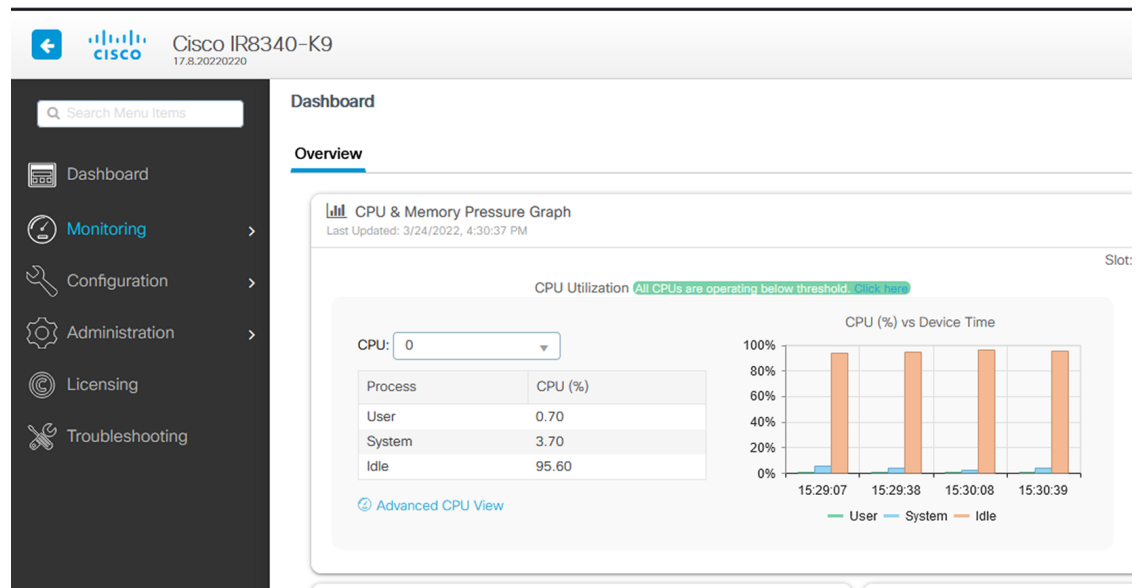 CISCO
Cisco IR8340-K9
17.8.20220220
Search Menu Items
Dashboard
Monitoring
Configuration
Administration
Licensing
Troubleshooting
Dashboard
Overview
CPU & Memory Pressure Graph
Last Updated: 3/24/2022, 4:30:37 PM
Slot:
CPU Utilization All CPUs are operating below threshold. Click here
CPU: 0
Process CPU (%)
User 0.70
System 3.70
Idle 95.60
Advanced CPU View
CPU (%) vs Device Time
100%
80%
60%
40%
20%
0%
15:29:07 15:29:38 15:30:08 15:30:39
User System Idle